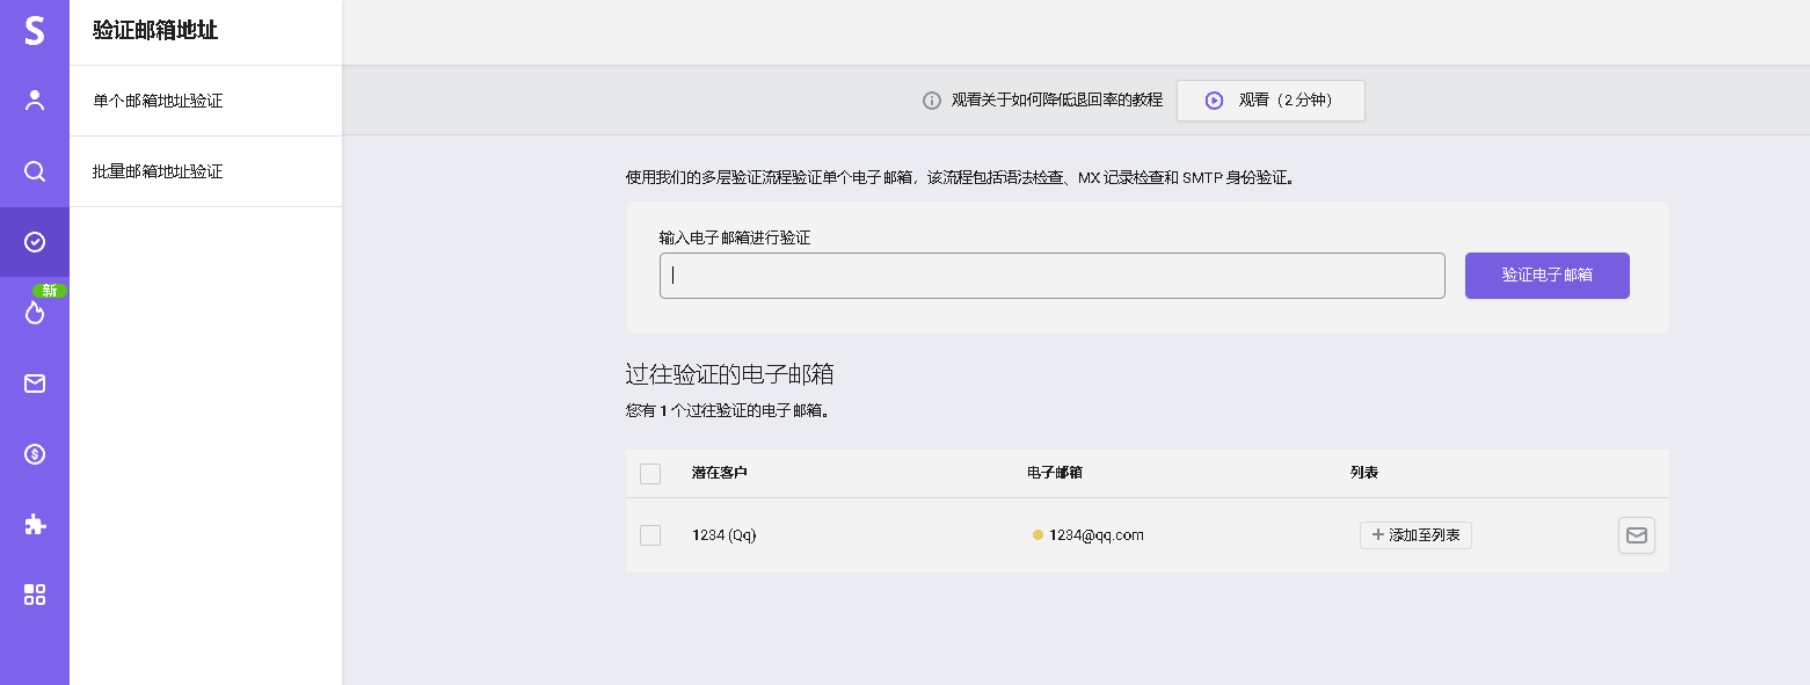 S
验证邮箱地址
单个邮箱地址验证
批量邮箱地址验证
新
观看关于如何降低退回率的教程
观看（2 分钟）
使用我们的多层验证流程验证单个电子邮箱，该流程包括语法检查、MX 记录检查和 SMTP 身份验证。
输入电子邮箱进行验证
验证电子邮箱
过往验证的电子邮箱
您有 1 个过往验证的电子邮箱。
潜在客户 电子邮箱 列表
1234 (Qq) 1234@qq.com + 添加至列表